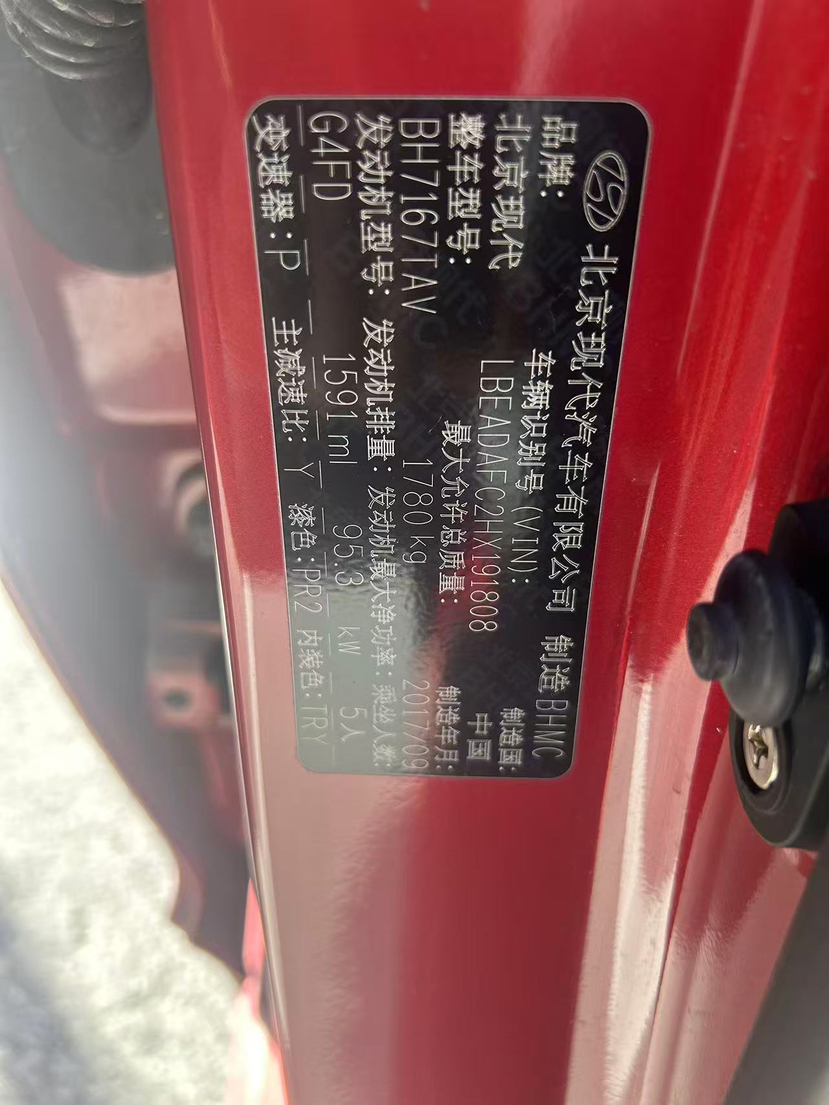 北京现代汽车有限公司 制造 BHMC
品牌: 车辆识别号(VIN): 制造国:
北京现代 LBEADAFC2HX191808 中国
整车型号: 最大允许总质量: 制造年月:
BH7167TAV 1780 kg 2017/09
发动机型号: 发动机排量: 发动机最大净功率: 乘坐人数:
G4FD 1591 ml 95.3 kW 5人
变速器: P 主减速比: Y 漆色: PR2 内装色: TRY